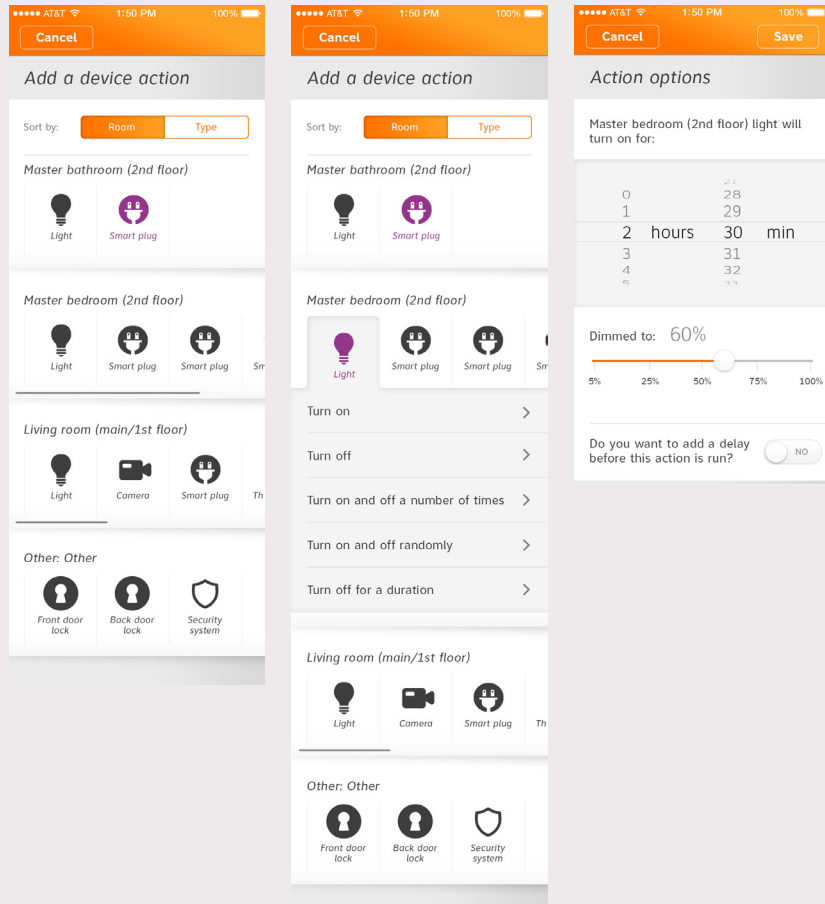 AT&T 1:50 PM 100%
Cancel
Add a device action
Sort by: Room Type
Master bathroom (2nd floor)
Light Smart plug
Master bedroom (2nd floor)
Light Smart plug Smart plug Sm
Living room (main/1st floor)
Light Camera Smart plug Th
Other: Other
Front door lock Back door lock Security system
AT&T 1:50 PM 100%
Cancel
Add a device action
Sort by: Room Type
Master bathroom (2nd floor)
Light Smart plug
Master bedroom (2nd floor)
Light Smart plug Smart plug Sm
Turn on
Turn off
Turn on and off a number of times
Turn on and off randomly
Turn off for a duration
Living room (main/1st floor)
Light Camera Smart plug Th
Other: Other
Front door lock Back door lock Security system
AT&T 1:50 PM 100%
Cancel Save
Action options
Master bedroom (2nd floor) light will
turn on for:
27
0 28
1 29
2 hours 30 min
3 31
4 32
5 33
Dimmed to: 60%
5% 25% 50% 75% 100%
Do you want to add a delay
before this action is run? NO